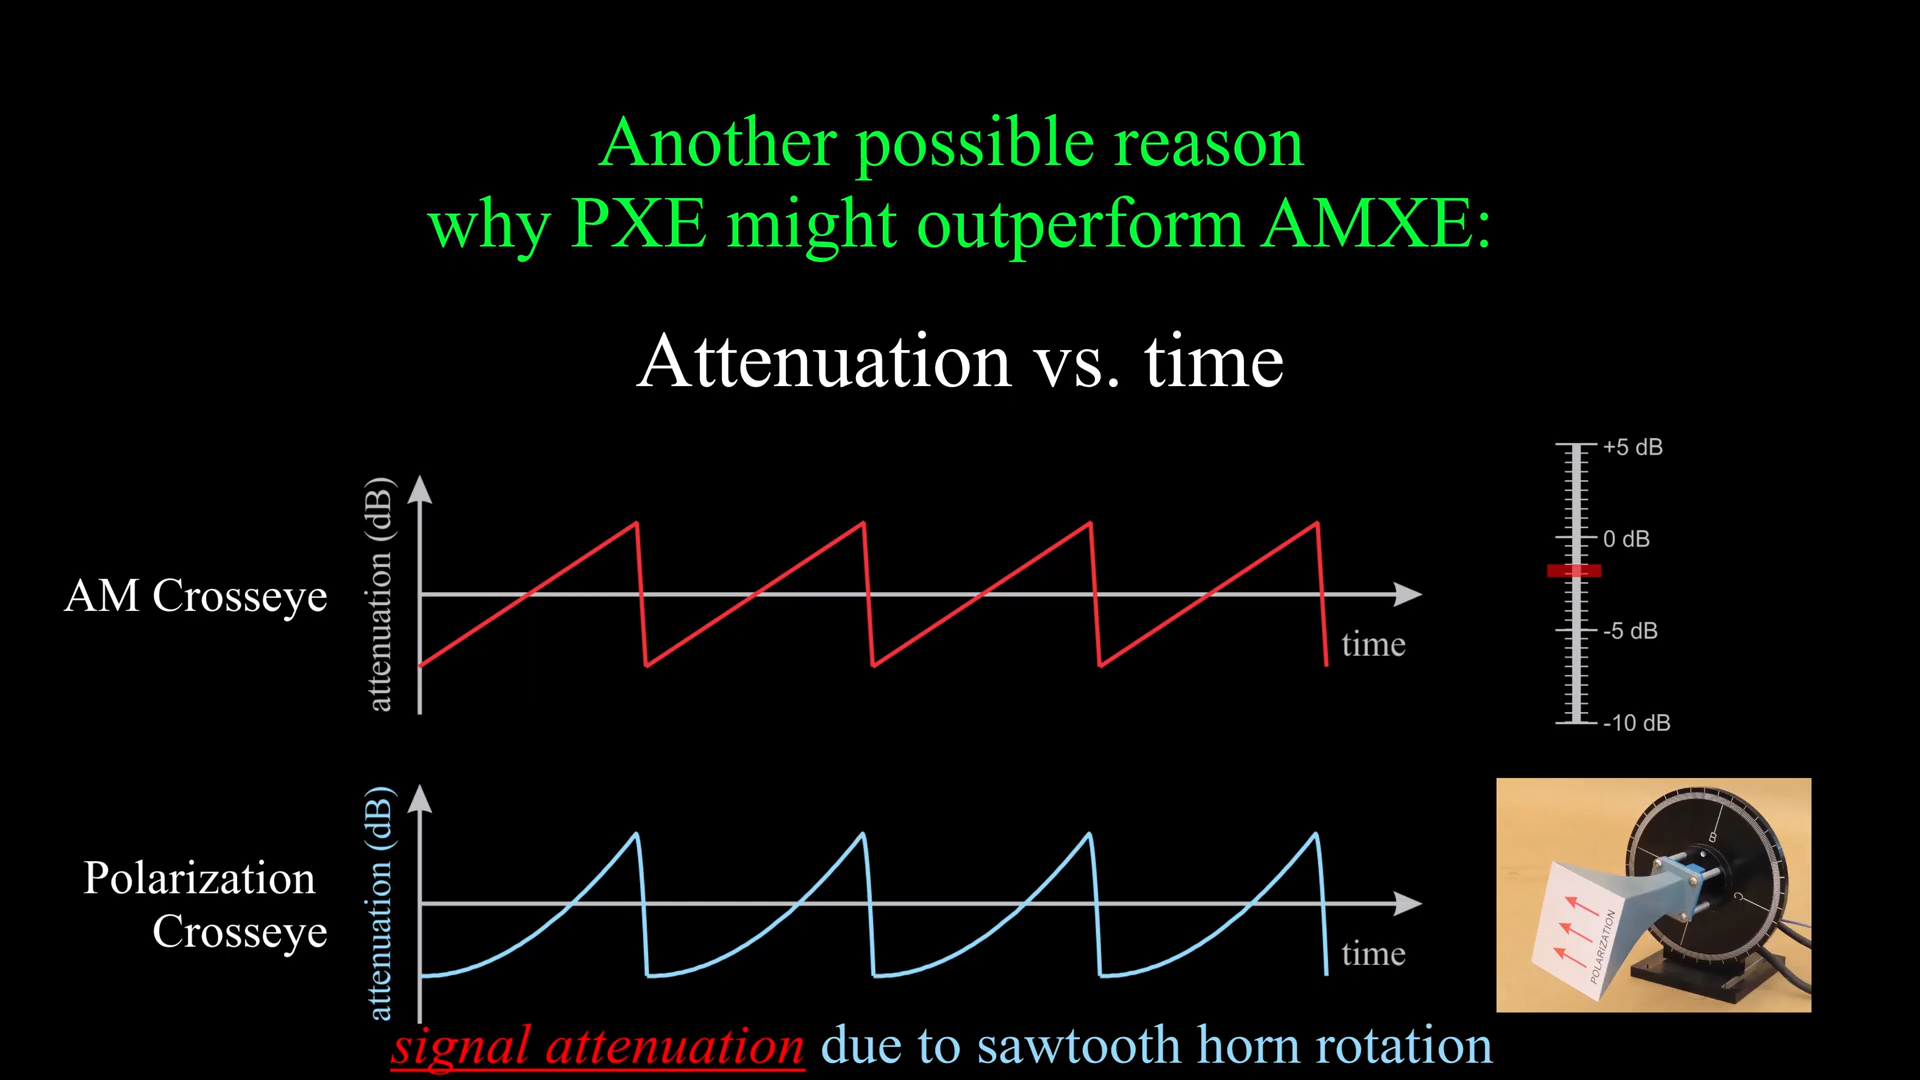 Another possible reason
why PXE might outperform AMXE:
Attenuation vs. time
AM Crosseye
attenuation (dB)
time
+5 dB
0 dB
-5 dB
-10 dB
Polarization
Crosseye
attenuation (dB)
time
B
C
POLARIZATION
signal attenuation due to sawtooth horn rotation